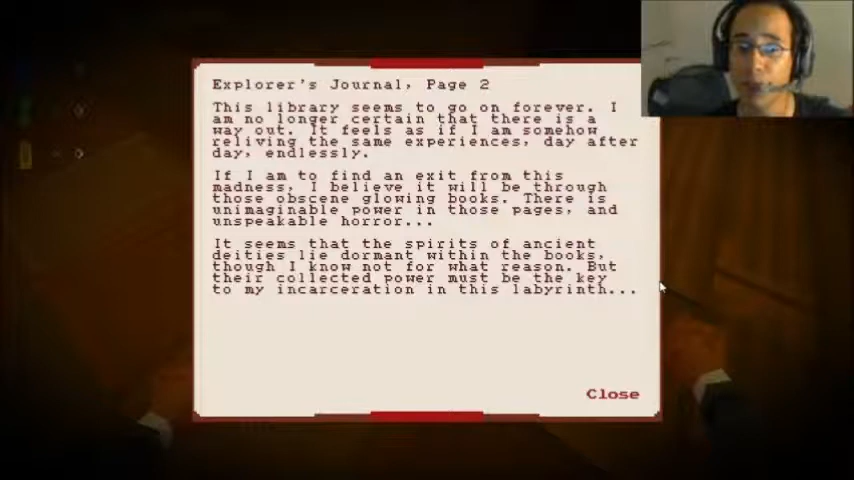 Explorer's Journal, Page 2
This library seems to go on forever. I
am no longer certain that there is a
way out. It feels as if I am somehow
reliving the same experiences, day after
day, endlessly.
If I am to find an exit from this
madness, I believe it will be through
those obscene glowing books. There is
unimaginable power in those pages, and
unspeakable horror...
It seems that the spirits of ancient
deities lie dormant within the books,
though I know not for what reason. But
their collected power must be the key
to my incarceration in this labyrinth...
Close